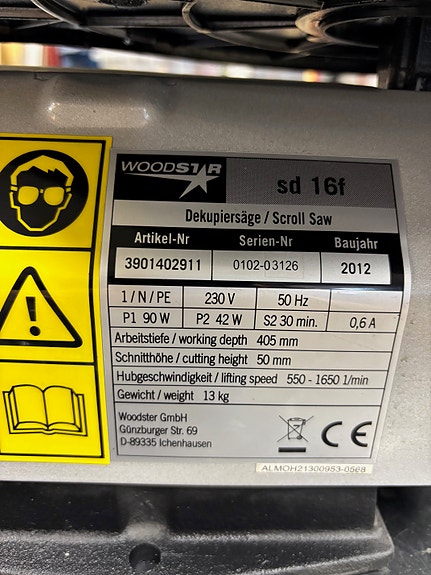 WOODSTAR
sd 16f
Dekupiersäge / Scroll Saw
Artikel-Nr Serien-Nr Baujahr
3901402911 0102-03126 2012
1 / N / PE 230 V 50 Hz
P1 90 W P2 42 W S2 30 min. 0,6 A
Arbeitstiefe / working depth 405 mm
Schnitthöhe / cutting height 50 mm
Hubgeschwindigkeit / lifting speed 550 - 1650 1/min
Gewicht / weight 13 kg
Woodster GmbH
Günzburger Str. 69
D-89335 Ichenhausen
CE
ALMOH21300953-0568